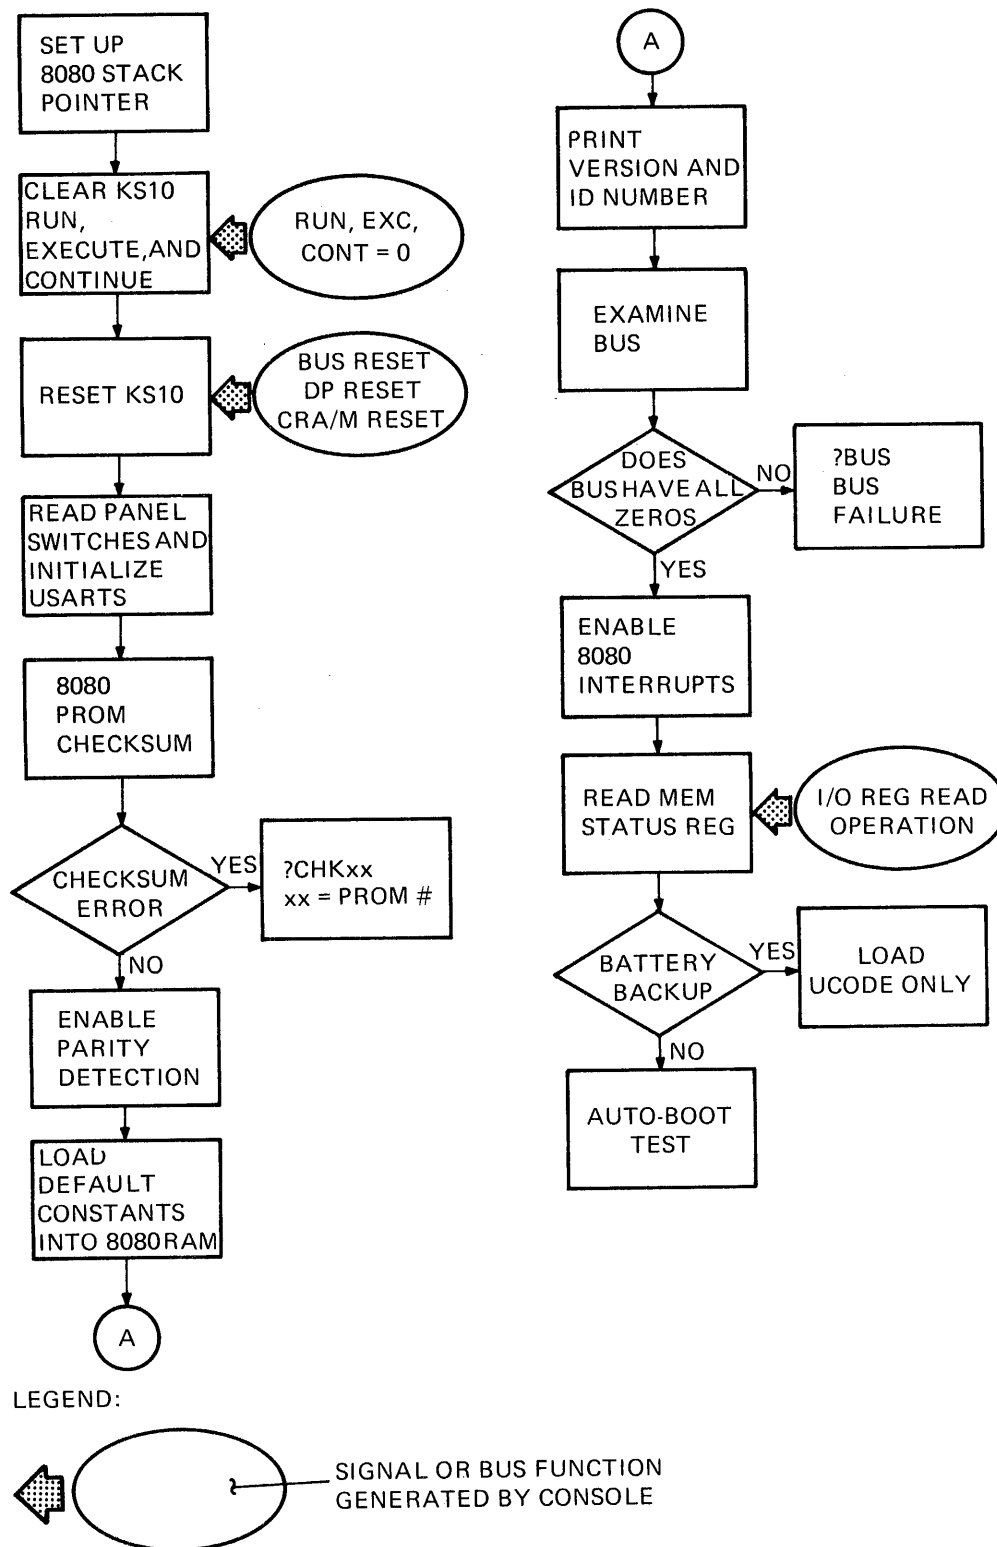 SET UP
8080 STACK
POINTER
CLEAR KS10
RUN,
EXECUTE, AND
CONTINUE
RUN, EXC,
CONT = 0
RESET KS10
BUS RESET
DP RESET
CRA/M RESET
READ PANEL
SWITCHES AND
INITIALIZE
USARTS
8080
PROM
CHECKSUM
CHECKSUM
ERROR
YES
?CHKxx
xx = PROM #
NO
ENABLE
PARITY
DETECTION
LOAD
DEFAULT
CONSTANTS
INTO 8080 RAM
A
A
PRINT
VERSION AND
ID NUMBER
EXAMINE
BUS
DOES
BUS HAVE ALL
ZEROS
NO
?BUS
BUS
FAILURE
YES
ENABLE
8080
INTERRUPTS
READ MEM
STATUS REG
I/O REG READ
OPERATION
BATTERY
BACKUP
YES
LOAD
UCODE ONLY
NO
AUTO-BOOT
TEST
LEGEND:
SIGNAL OR BUS FUNCTION
GENERATED BY CONSOLE